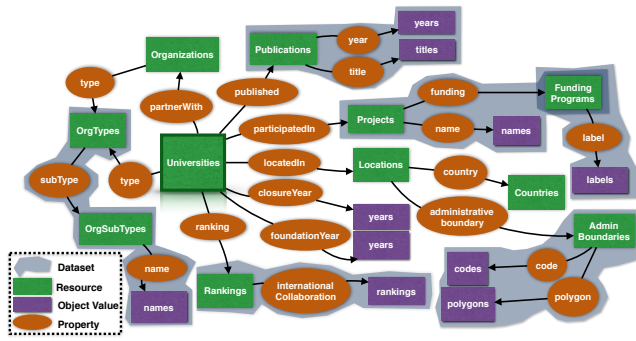 years
Organizations
Publications
year
titles
title
type
published
partnerWith
funding
Funding
Programs
OrgTypes
participatedIn
Projects
name
names
label
Universities
locatedIn
Locations
country
labels
subType
type
closureYear
Countries
years
administrative
boundary
OrgSubTypes
ranking
foundationYear
years
Admin
Boundaries
Dataset
name
codes
code
Resource
Rankings
international
Collaboration
rankings
polygons
polygon
Object Value
names
Property